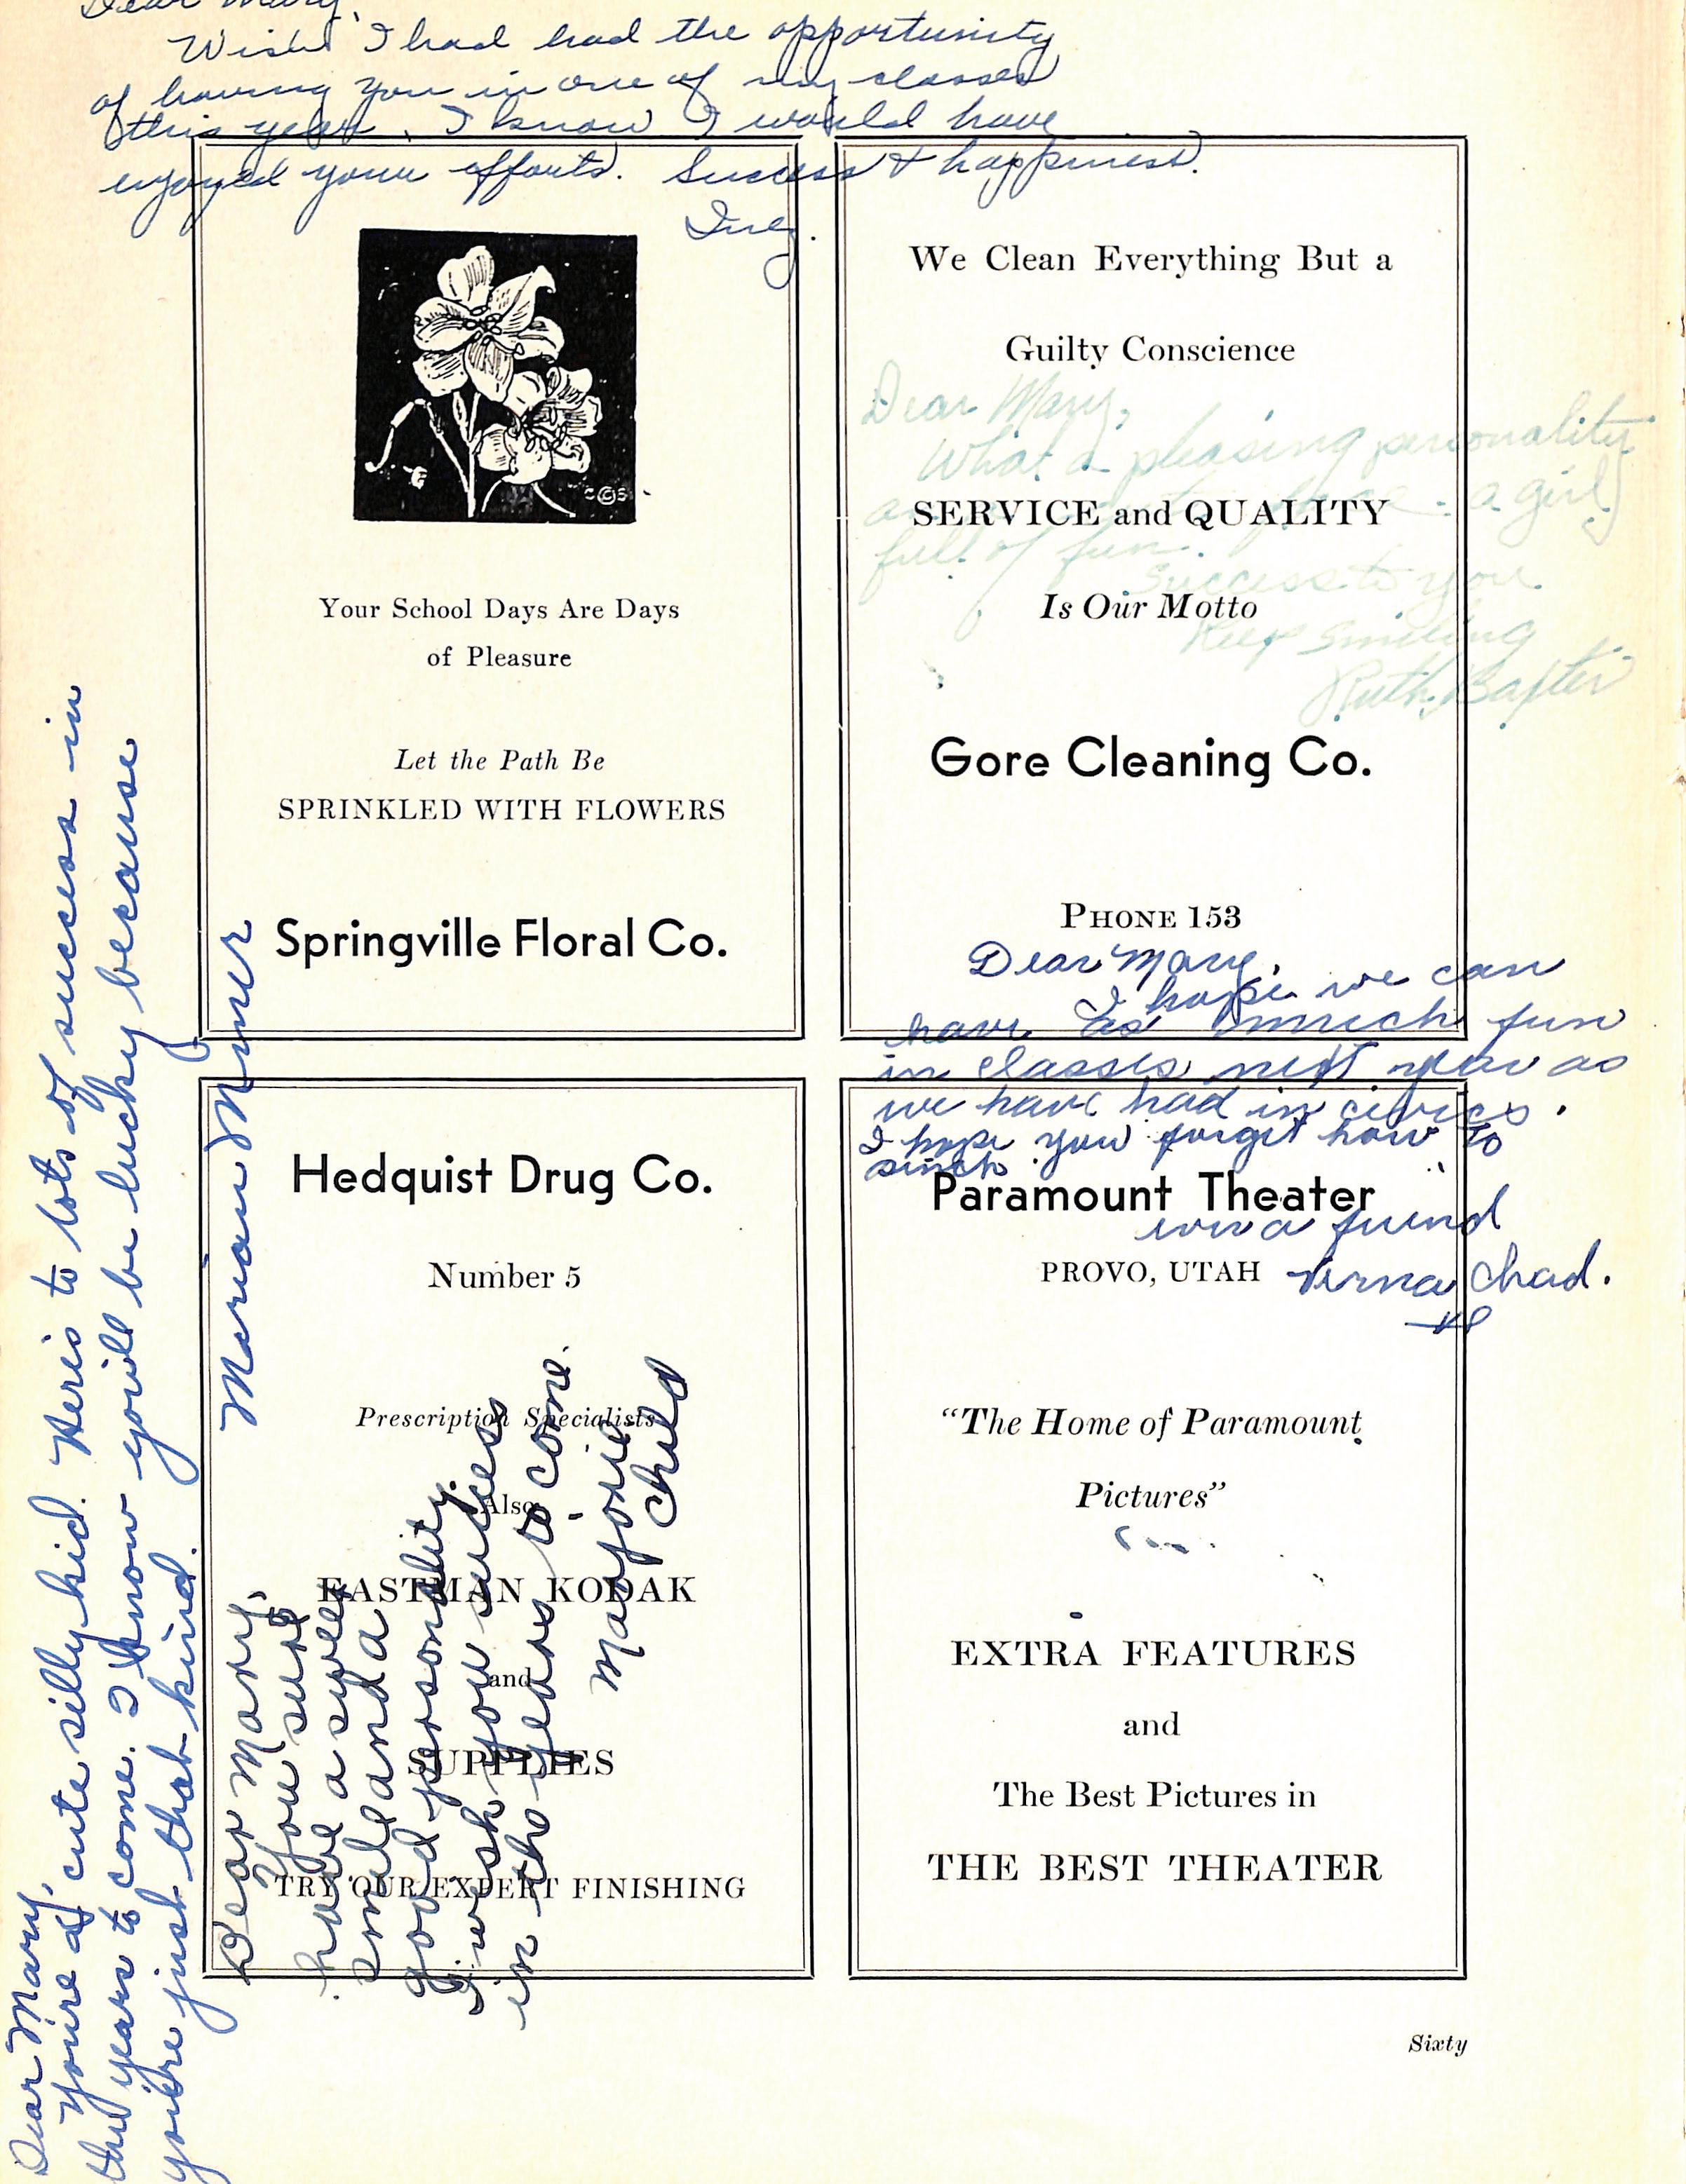 Dear Mary,
Wish I had had the opportunity
of having you in one of my classes
this year. I know I would have
enjoyed your efforts. Success & happiness.
Inez.
Your School Days Are Days
of Pleasure
Let the Path Be
SPRINKLED WITH FLOWERS
Springville Floral Co.
We Clean Everything But a
Guilty Conscience
Dear Mary,
What a pleasing personality
a girl
full of fun.
Success to you
Keep smiling
Ruth Baxter
SERVICE and QUALITY
Is Our Motto
Gore Cleaning Co.
PHONE 153
Dear Mary,
I hope we can
have as much fun
in classes next year as
we have had in civics.
I hope you forget how to
a friend
Verna Chad.
Hedquist Drug Co.
Number 5
Prescription Specialists
Also
EASTMAN KODAK
and
SUPPLIES
TRY OUR EXPERT FINISHING
Dear Mary,
You sure
have a sweet
smile and a
good personality.
I wish you success
in the years to come.
Marjorie
Child
Paramount Theater
PROVO, UTAH
"The Home of Paramount
Pictures"
EXTRA FEATURES
and
The Best Pictures in
THE BEST THEATER
Dear Mary,
You're a cute silly kid. Here's to lots of success in
the years to come. I know you'll be lucky because
you're just that kind.
Marian Miner
Sixty